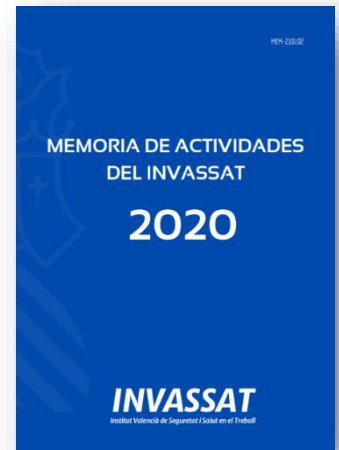 MEM-210102
MEMORIA DE ACTIVIDADES
DEL INVASSAT
2020
INVASSAT
Institut Valencià de Seguretat i Salut en el Treball